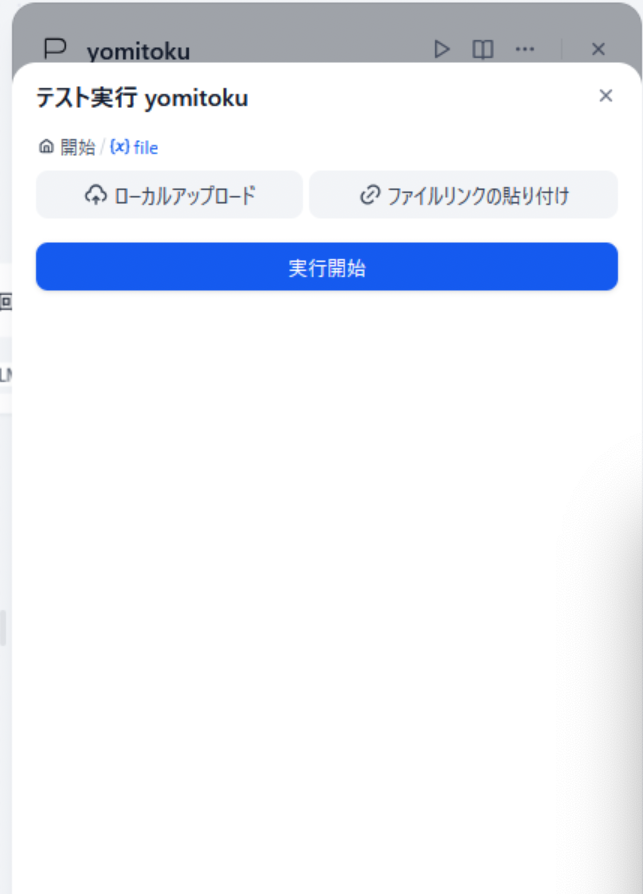 yomitoku
テスト実行 yomitoku
開始 / {x} file
ローカルアップロード
ファイルリンクの貼り付け
実行開始
回